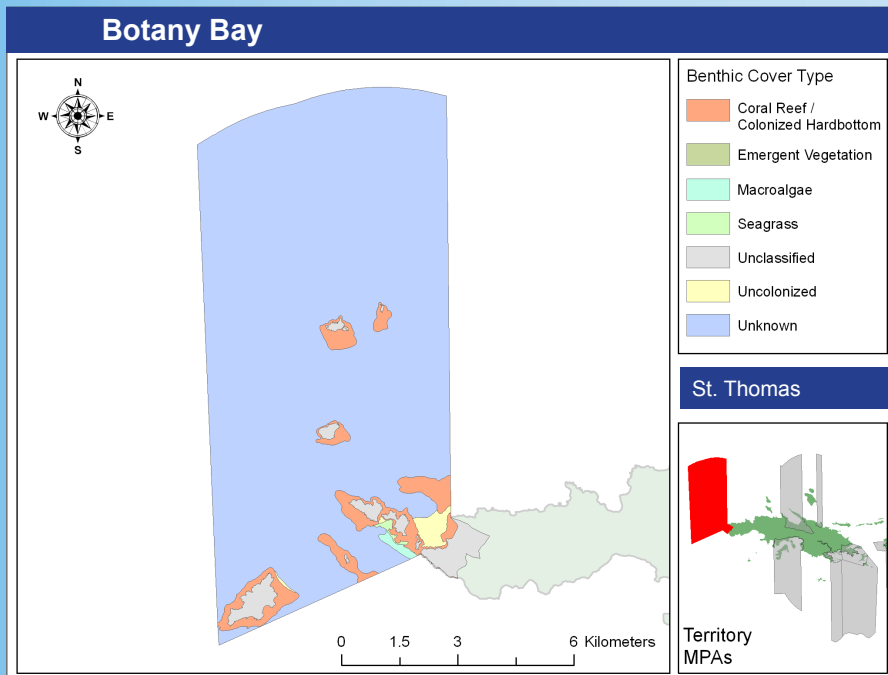 Botany Bay
N
W E
S
0 1.5 3 6 Kilometers
Benthic Cover Type
Coral Reef /
Colonized Hardbottom
Emergent Vegetation
Macroalgae
Seagrass
Unclassified
Uncolonized
Unknown
St. Thomas
Territory
MPAs